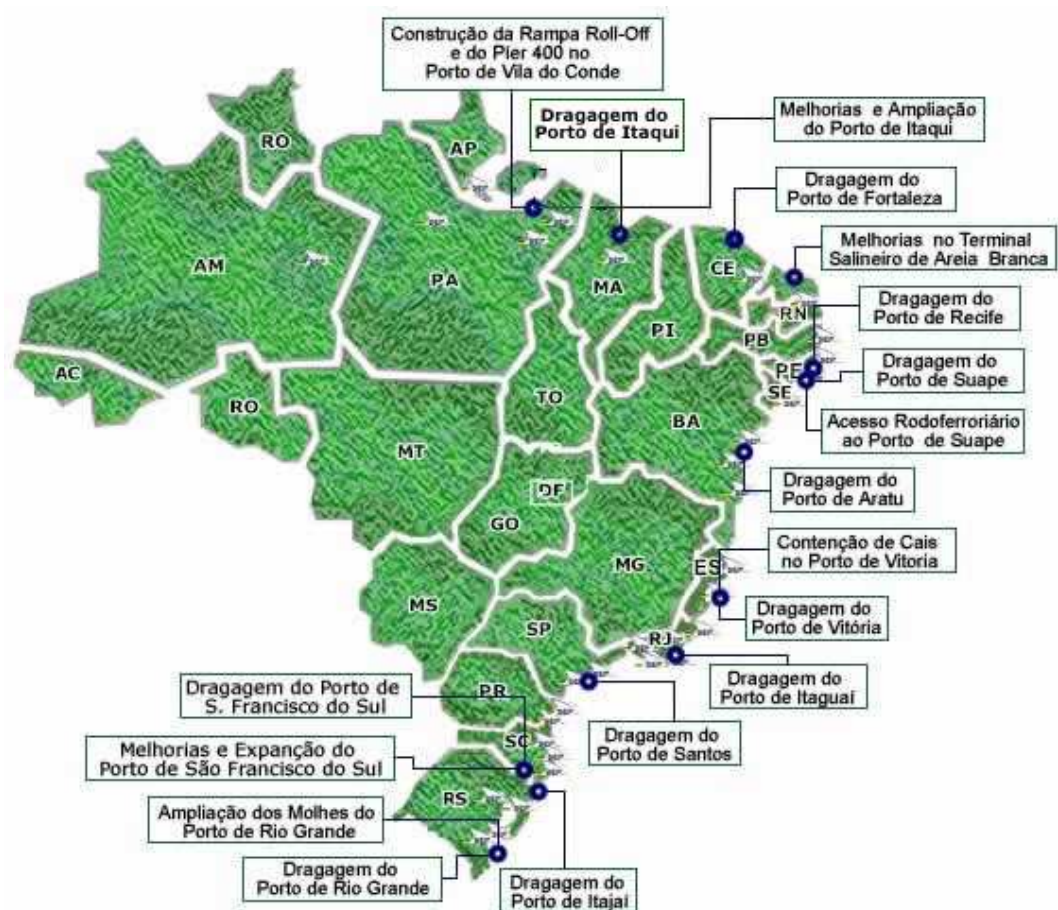 Construção da Rampa Roll-Off
e do Pler 400 no
Porto de Vila do Conde
Dragagem do
Porto de Itaqui
Melhorias e Ampliação
do Porto de Itaqui
Dragagem do
Porto de Fortaleza
Melhorias no Terminal
Salineiro de Areia Branca
Dragagem do
Porto de Recife
Dragagem do
Porto de Suape
Acesso Rodoferroriário
ao Porto de Suape
Dragagem do
Porto de Aratu
Contenção de Cais
no Porto de Vitoria
Dragagem do
Porto de Vitória
Dragagem do
Porto de Itaguaí
Dragagem do
Porto de Santos
Dragagem do Porto de
S. Francisco do Sul
Melhorias e Expanção do
Porto de São Francisco do Sul
Ampliação dos Molhes do
Porto de Rio Grande
Dragagem do
Porto de Rio Grande
Dragagem do
Porto de Itajaí
RO
AP
AM
PA
MA
CE
RN
PI
PB
PE
SE
AC
RO
TO
BA
MT
DF
GO
MG
ES
MS
SP
RJ
PR
SC
RS